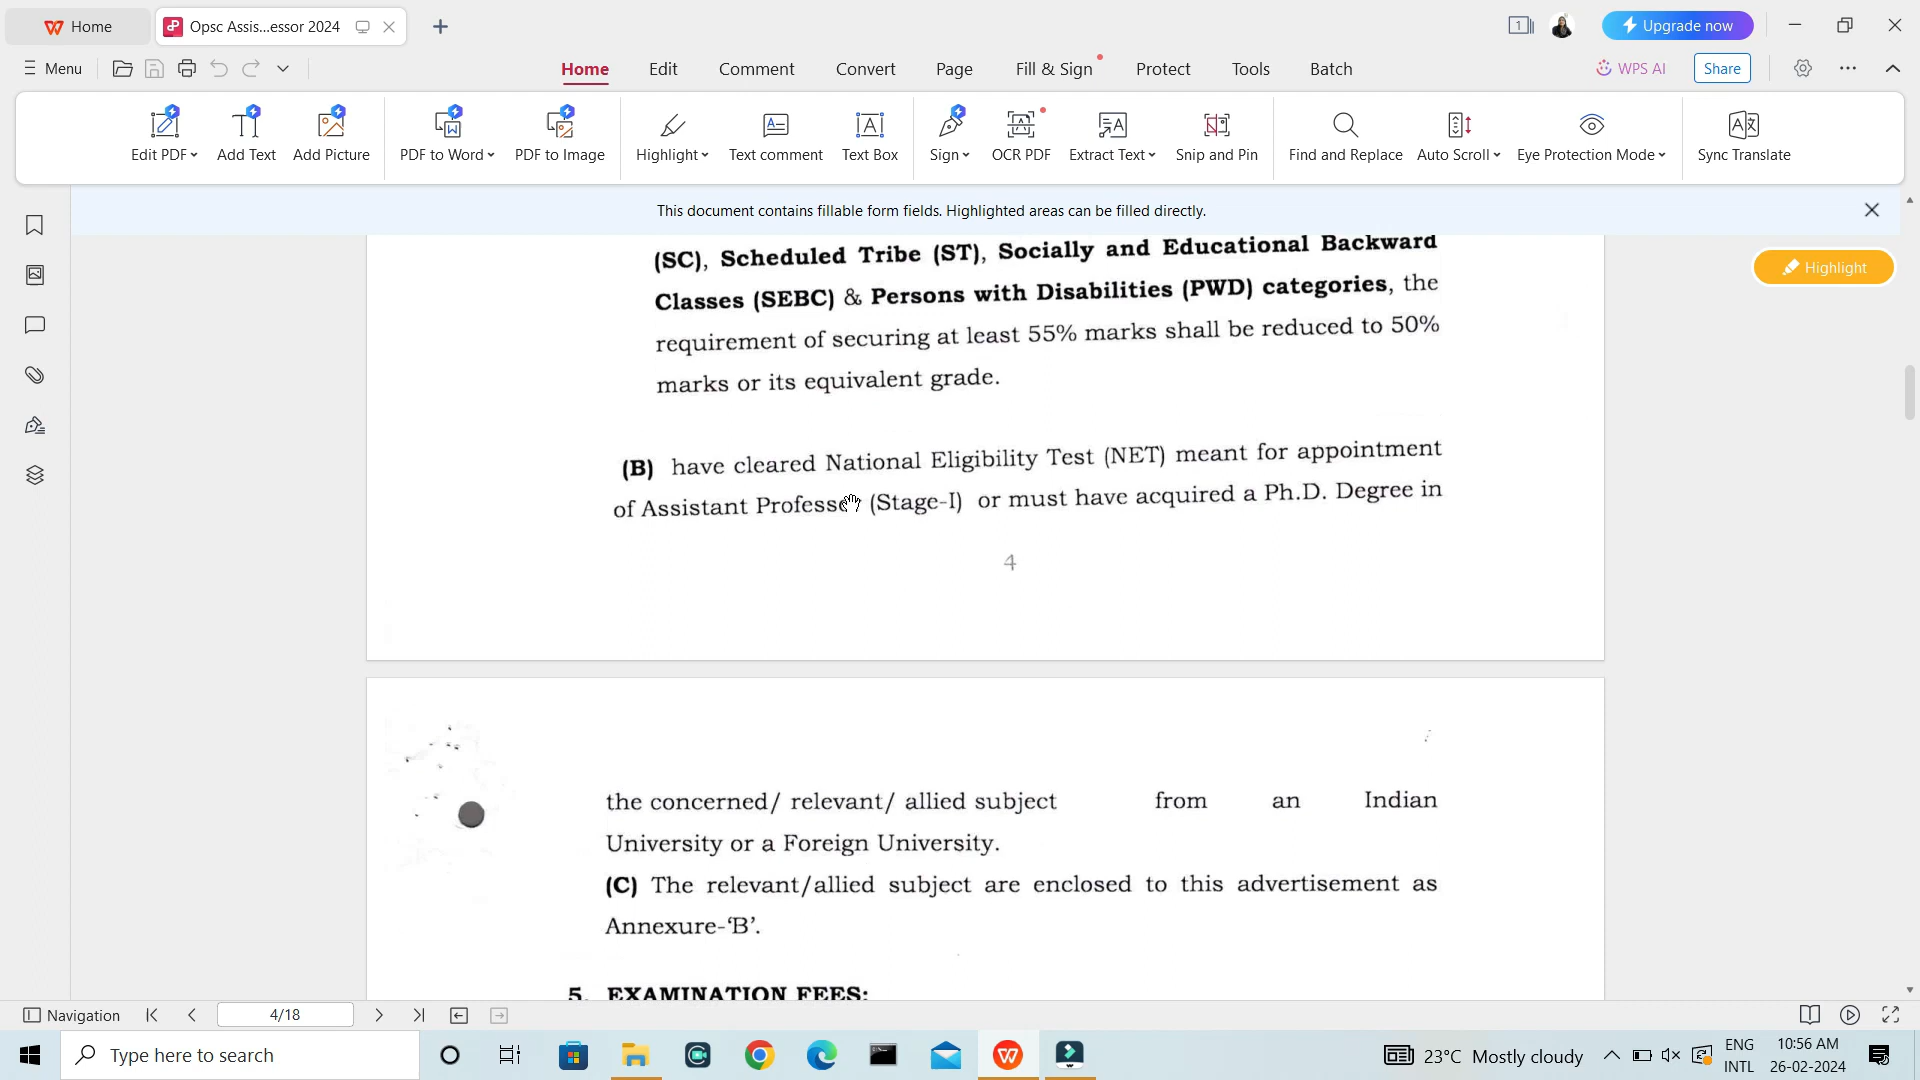 Home
Opsc Assis...essor 2024
1
Upgrade now
Menu
Home
Edit
Comment
Convert
Page
Fill & Sign
Protect
Tools
Batch
WPS AI
Share
Edit PDF
Add Text
Add Picture
PDF to Word
PDF to Image
Highlight
Text comment
Text Box
Sign
OCR PDF
Extract Text
Snip and Pin
Find and Replace
Auto Scroll
Eye Protection Mode
Sync Translate
This document contains fillable form fields. Highlighted areas can be filled directly.
Highlight
(SC), Scheduled Tribe (ST), Socially and Educational Backward
Classes (SEBC) & Persons with Disabilities (PWD) categories, the
requirement of securing at least 55% marks shall be reduced to 50%
marks or its equivalent grade.
(B) have cleared National Eligibility Test (NET) meant for appointment
of Assistant Professor (Stage-I) or must have acquired a Ph.D. Degree in
4
the concerned/ relevant/ allied subject from an Indian
University or a Foreign University.
(C) The relevant/allied subject are enclosed to this advertisement as
Annexure-'B'.
5. EXAMINATION FEES:
Navigation
4/18
Type here to search
23°C Mostly cloudy
ENG
INTL
10:56 AM
26-02-2024